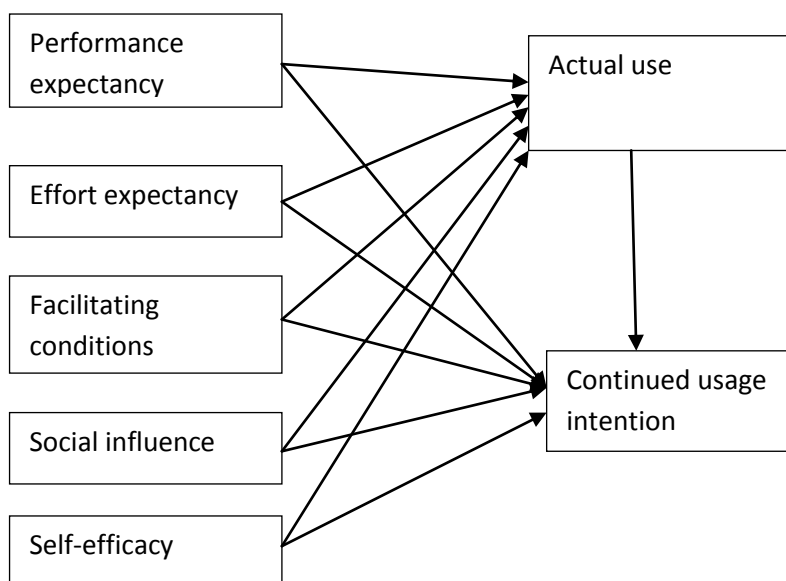 Performance
expectancy
Effort expectancy
Facilitating
conditions
Social influence
Self-efficacy
Actual use
Continued usage
intention